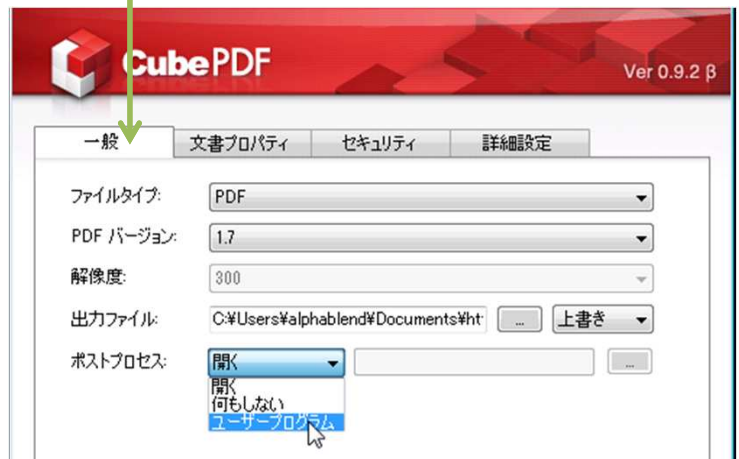 CubePDF
Ver 0.9.2 β
一般 文書プロパティ セキュリティ 詳細設定
ファイルタイプ: PDF
PDF バージョン: 1.7
解像度: 300
出力ファイル: C:¥Users¥alphablend¥Documents¥ht ... 上書き
ポストプロセス: 開く ...
開く
何もしない
ユーザープログラム